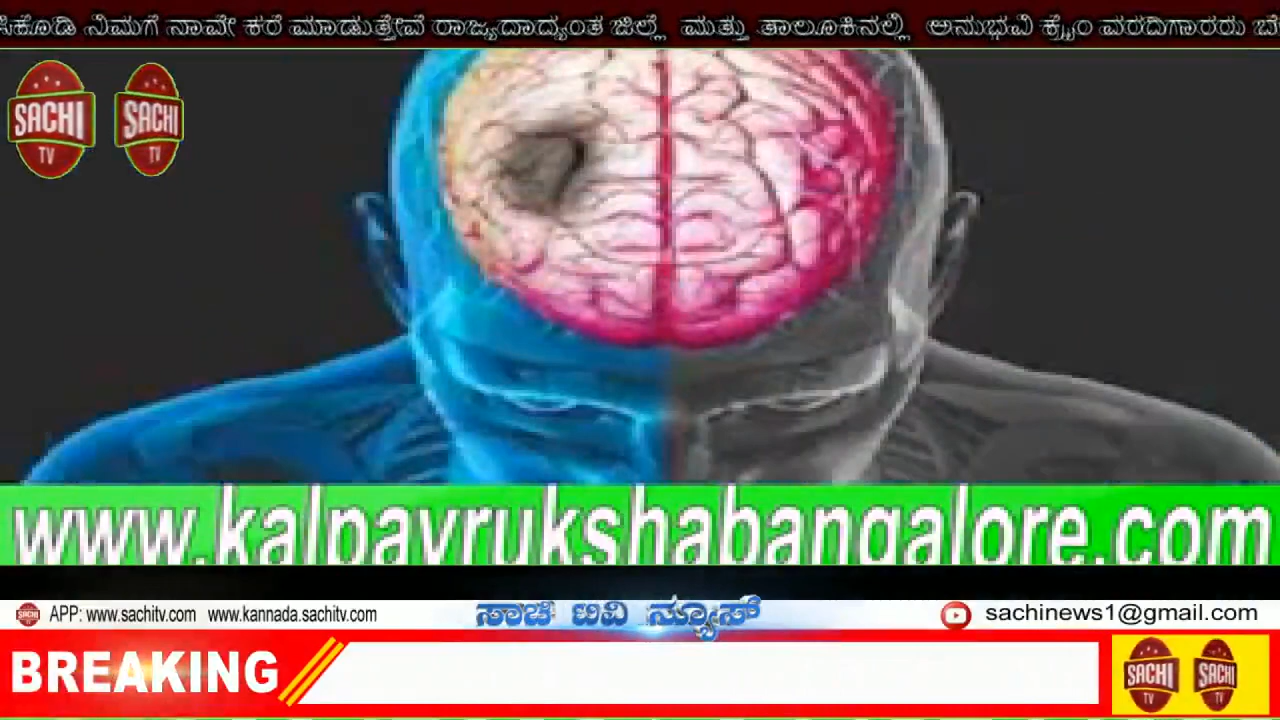 ಸಿಕೊಡಿ ನಿಮಗೆ ನಾವೇ ಕರೆ ಮಾಡುತ್ತೇವೆ ರಾಜ್ಯದಾದ್ಯಂತ ಜಿಲ್ಲೆ ಮತ್ತು ತಾಲೂಕಿನಲ್ಲಿ ಅನುಭವಿ ಕ್ರೈಂ ವರದಿಗಾರರು ಬೆ
SACHI TV SACHI TV
www.kalpavrukshabangalore.com
APP: www.sachitv.com www.kannada.sachitv.com ಸಾಚಿ ಟಿವಿ ನ್ಯೂಸ್ sachinews1@gmail.com
BREAKING SACHI TV SACHI TV